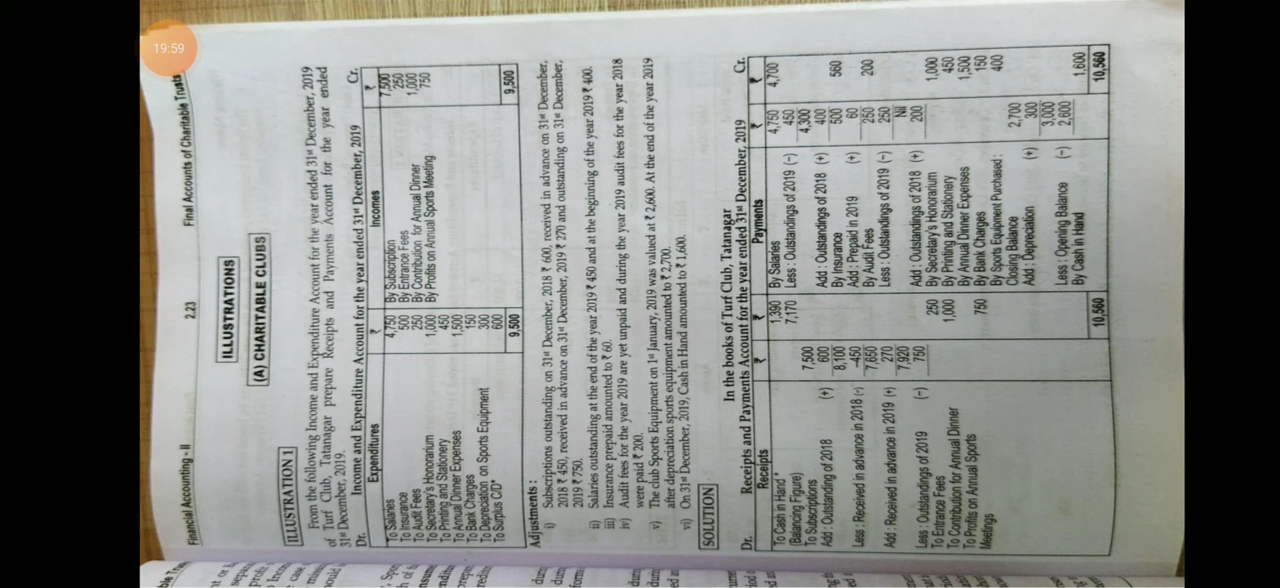 19:59
Financial Accounting - II 2.23 Final Accounts of Charitable Trusts
ILLUSTRATIONS
(A) CHARITABLE CLUBS
ILLUSTRATION 1
From the following Income and Expenditure Account for the year ended 31st December, 2019
of Turf Club, Tatanagar prepare Receipts and Payments Account for the year ended
31st December, 2019.
Dr. Income and Expenditure Account for the year ended 31st December, 2019 Cr.
Expenditures ₹ Incomes ₹
To Salaries 4,750 By Subscription 7,500
To Insurance 500 By Entrance Fees 250
To Audit Fees 250 By Contribution for Annual Dinner 1,000
To Secretary's Honorarium 1,000 By Profits on Annual Sports Meeting 750
To Printing and Stationery 450
To Annual Dinner Expenses 1,500
To Bank Charges 150
To Depreciation on Sports Equipment 300
To Surplus C/D* 600
9,500 9,500
Adjustments :
i) Subscriptions outstanding on 31st December, 2018 ₹ 600, received in advance on 31st December,
2018 ₹ 450, received in advance on 31st December, 2019 ₹ 270 and outstanding on 31st December,
2019 ₹ 750.
ii) Salaries outstanding at the end of the year 2019 ₹ 450 and at the beginning of the year 2019 ₹ 400.
iii) Insurance prepaid amounted to ₹ 60.
iv) Audit fees for the year 2019 are yet unpaid and during the year 2019 audit fees for the year 2018
were paid ₹ 200.
v) The club Sports Equipment on 1st January, 2019 was valued at ₹ 2,600. At the end of the year 2019
after depreciation sports equipment amounted to ₹ 2,700.
vi) On 31st December, 2019, Cash in Hand amounted to ₹ 1,600.
SOLUTION
In the books of Turf Club, Tatanagar
Dr. Receipts and Payments Account for the year ended 31st December, 2019 Cr.
Receipts ₹ ₹ Payments ₹ ₹
To Cash in Hand* 1,390 By Salaries 4,750 4,700
(Balancing Figure) 7,170 Less : Outstandings of 2019 (-) 450
To Subscriptions 7,500 4,300
Add : Outstanding of 2018 (+) 600 Add : Outstandings of 2018 (+) 400
8,100 By Insurance 500 560
Less : Received in advance in 2018 (-) -450 Add : Prepaid in 2019 (+) 60
7,650 By Audit Fees 250 200
Add : Received in advance in 2019 (+) 270 Less : Outstandings of 2019 (-) 250
7,920 Nil
Less : Outstandings of 2019 (-) 750 Add : Outstandings of 2018 (+) 200
To Entrance Fees 250 By Secretary's Honorarium 1,000
To Contribution for Annual Dinner 1,000 By Printing and Stationery 450
To Profits on Annual Sports By Annual Dinner Expenses 1,500
Meetings 750 By Bank Charges 150
By Sports Equipment Purchased : 400
Closing Balance 2,700
Add : Depreciation (+) 300
3,000
Less : Opening Balance (-) 2,600
By Cash in Hand 1,600
10,560 10,560